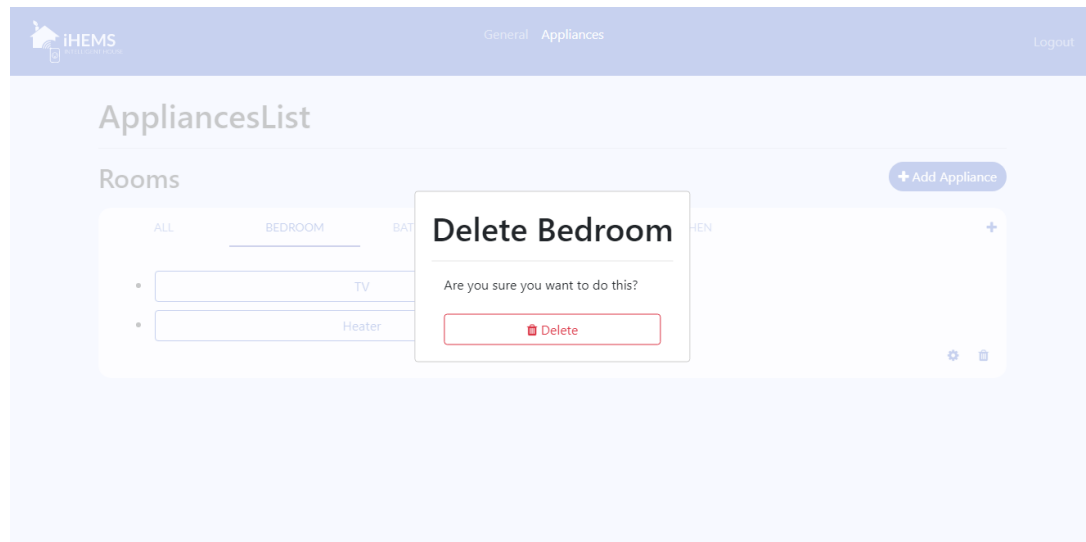 iHEMS
General Appliances
Logout
AppliancesList
Rooms
Add Appliance
ALL BEDROOM BAT HEN
Delete Bedroom
Are you sure you want to do this?
TV
Heater
Delete